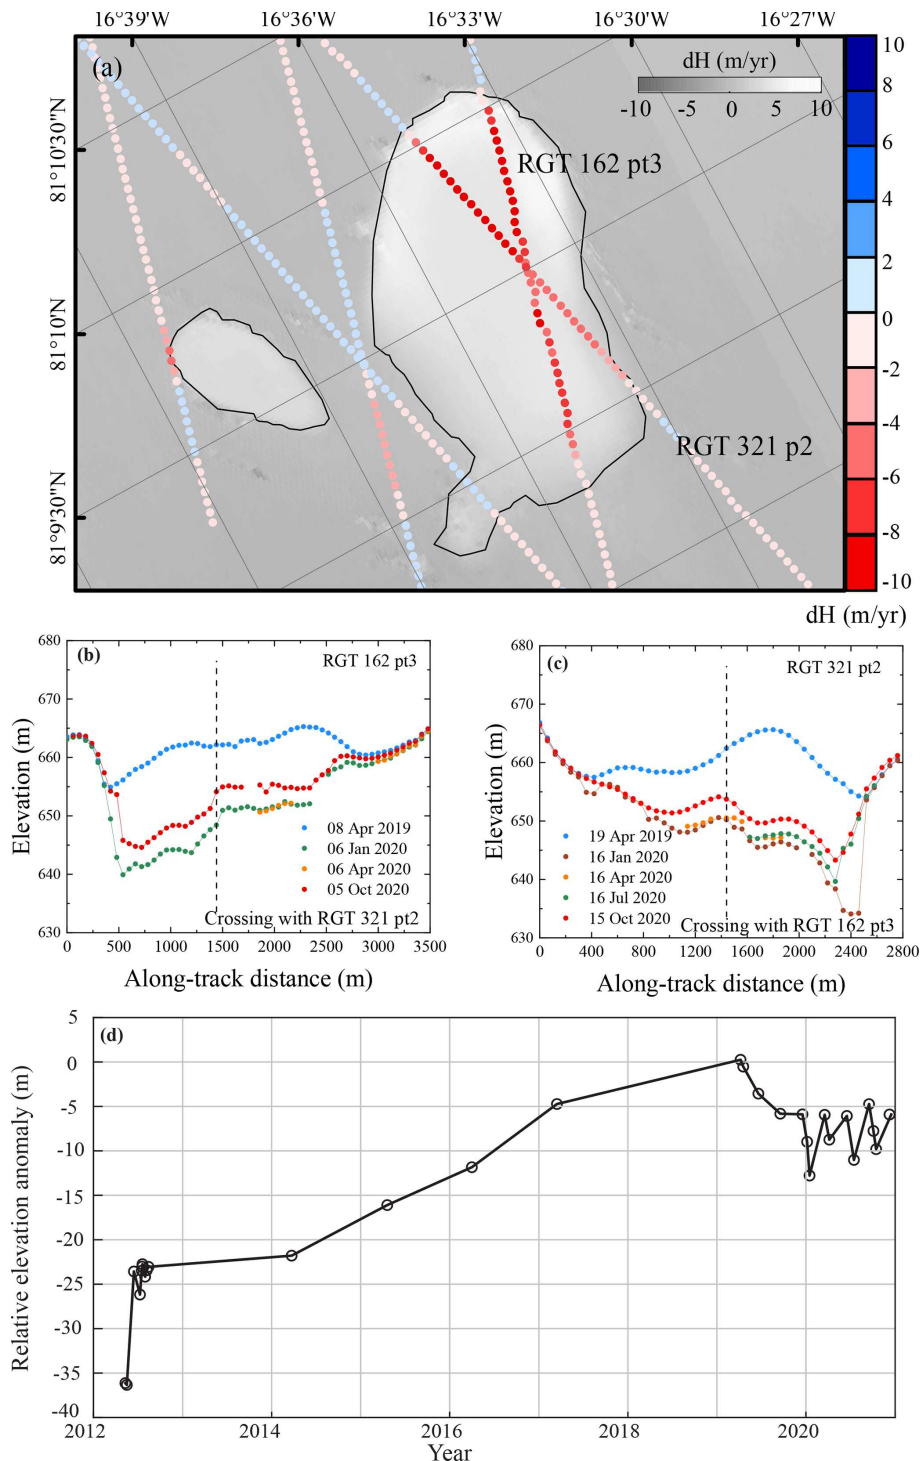 16°39'W 16°36'W 16°33'W 16°30'W 16°27'W
(a)
dH (m/yr)
-10 -5 0 5 10
10
8
6
4
2
0
-2
-4
-6
-8
-10
dH (m/yr)
81°10'30"N
81°10'N
81°9'30"N
RGT 162 pt3
RGT 321 p2
(b)
RGT 162 pt3
680
670
660
650
640
630
Elevation (m)
08 Apr 2019
06 Jan 2020
06 Apr 2020
05 Oct 2020
Crossing with RGT 321 pt2
0 500 1000 1500 2000 2500 3000 3500
Along-track distance (m)
(c)
RGT 321 pt2
680
670
660
650
640
630
Elevation (m)
19 Apr 2019
16 Jan 2020
16 Apr 2020
16 Jul 2020
15 Oct 2020
Crossing with RGT 162 pt3
0 400 800 1200 1600 2000 2400 2800
Along-track distance (m)
(d)
5
0
-5
-10
-15
-20
-25
-30
-35
-40
Relative elevation anomaly (m)
2012 2014 2016 2018 2020
Year